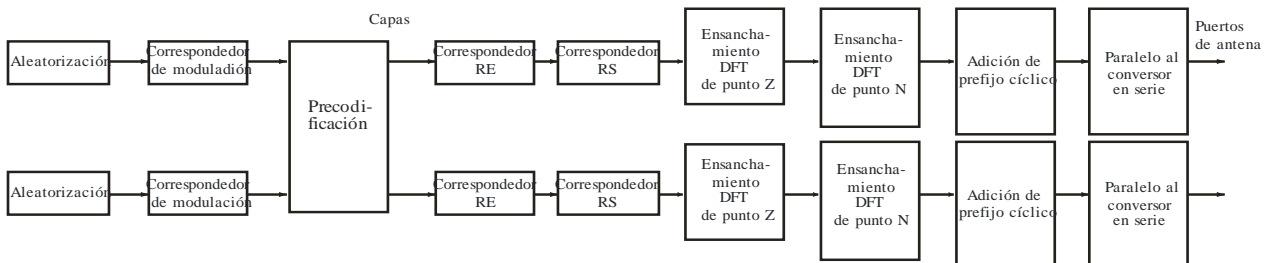 Capas
Puertos
de antena
Aleatorización
Correspondedor
de moduladión
Precodi-
ficación
Correspondedor
RE
Correspondedor
RS
Ensancha-
miento
DFT
de punto Z
Ensancha-
miento
DFT
de punto N
Adición de
prefijo cíclico
Paralelo al
conversor
en serie
Aleatorización
Correspondedor
de modulación
Correspondedor
RE
Correspondedor
RS
Ensancha-
miento
DFT
de punto Z
Ensancha-
miento
DFT
de punto N
Adición de
prefijo cíclico
Paralelo al
conversor
en serie